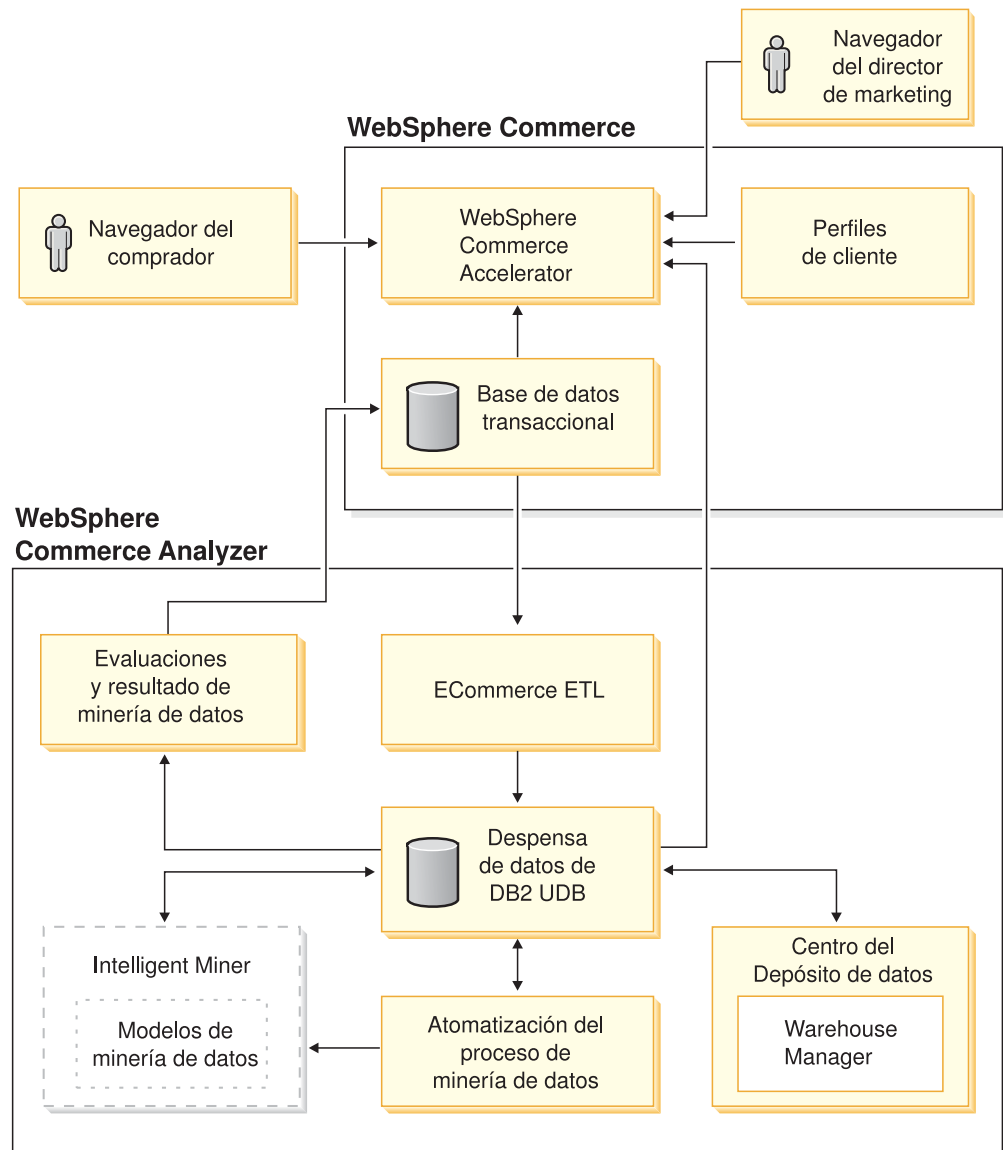 Navegador
del director
de marketing
WebSphere Commerce
Navegador del
comprador
WebSphere
Commerce
Accelerator
Perfiles
de cliente
Base de datos
transaccional
WebSphere
Commerce Analyzer
Evaluaciones
y resultado de
minería de datos
ECommerce ETL
Despensa
de datos de
DB2 UDB
Intelligent Miner
Modelos de
minería de datos
Atomatización del
proceso de
minería de datos
Centro del
Depósito de datos
Warehouse
Manager